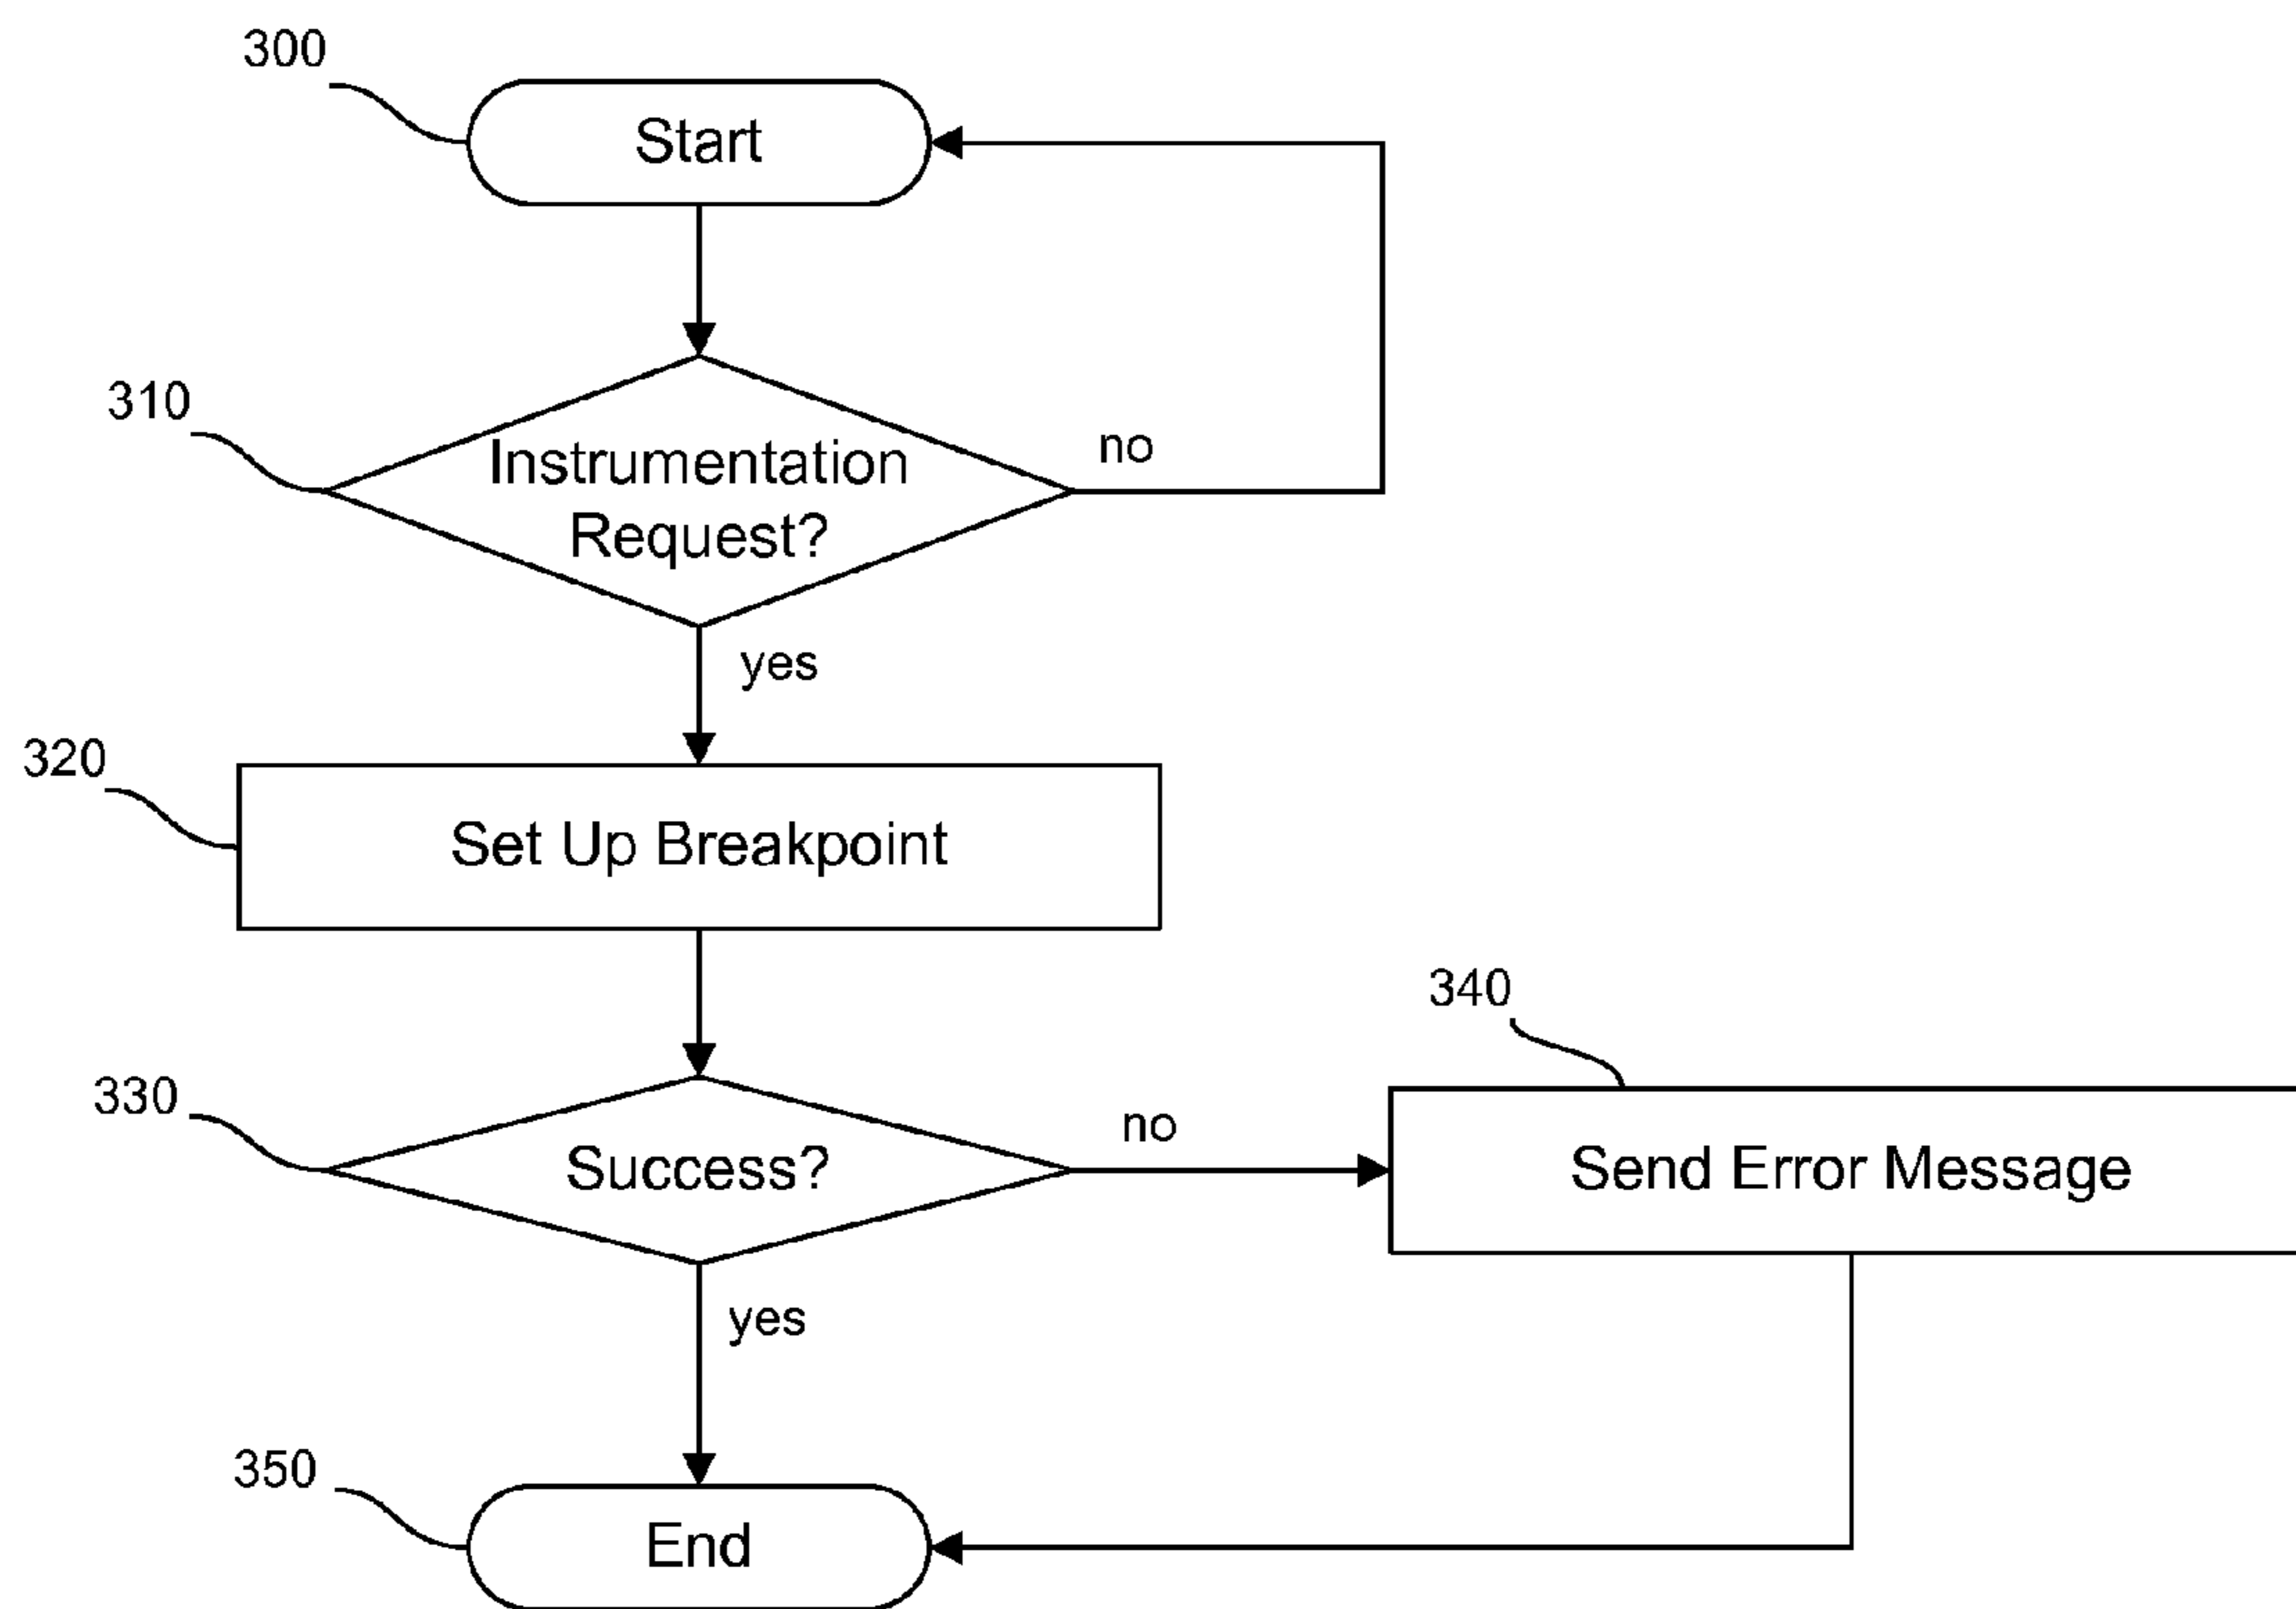 300
Start
310
Instrumentation
Request?
no
yes
320
Set Up Breakpoint
330
Success?
no
340
Send Error Message
yes
350
End